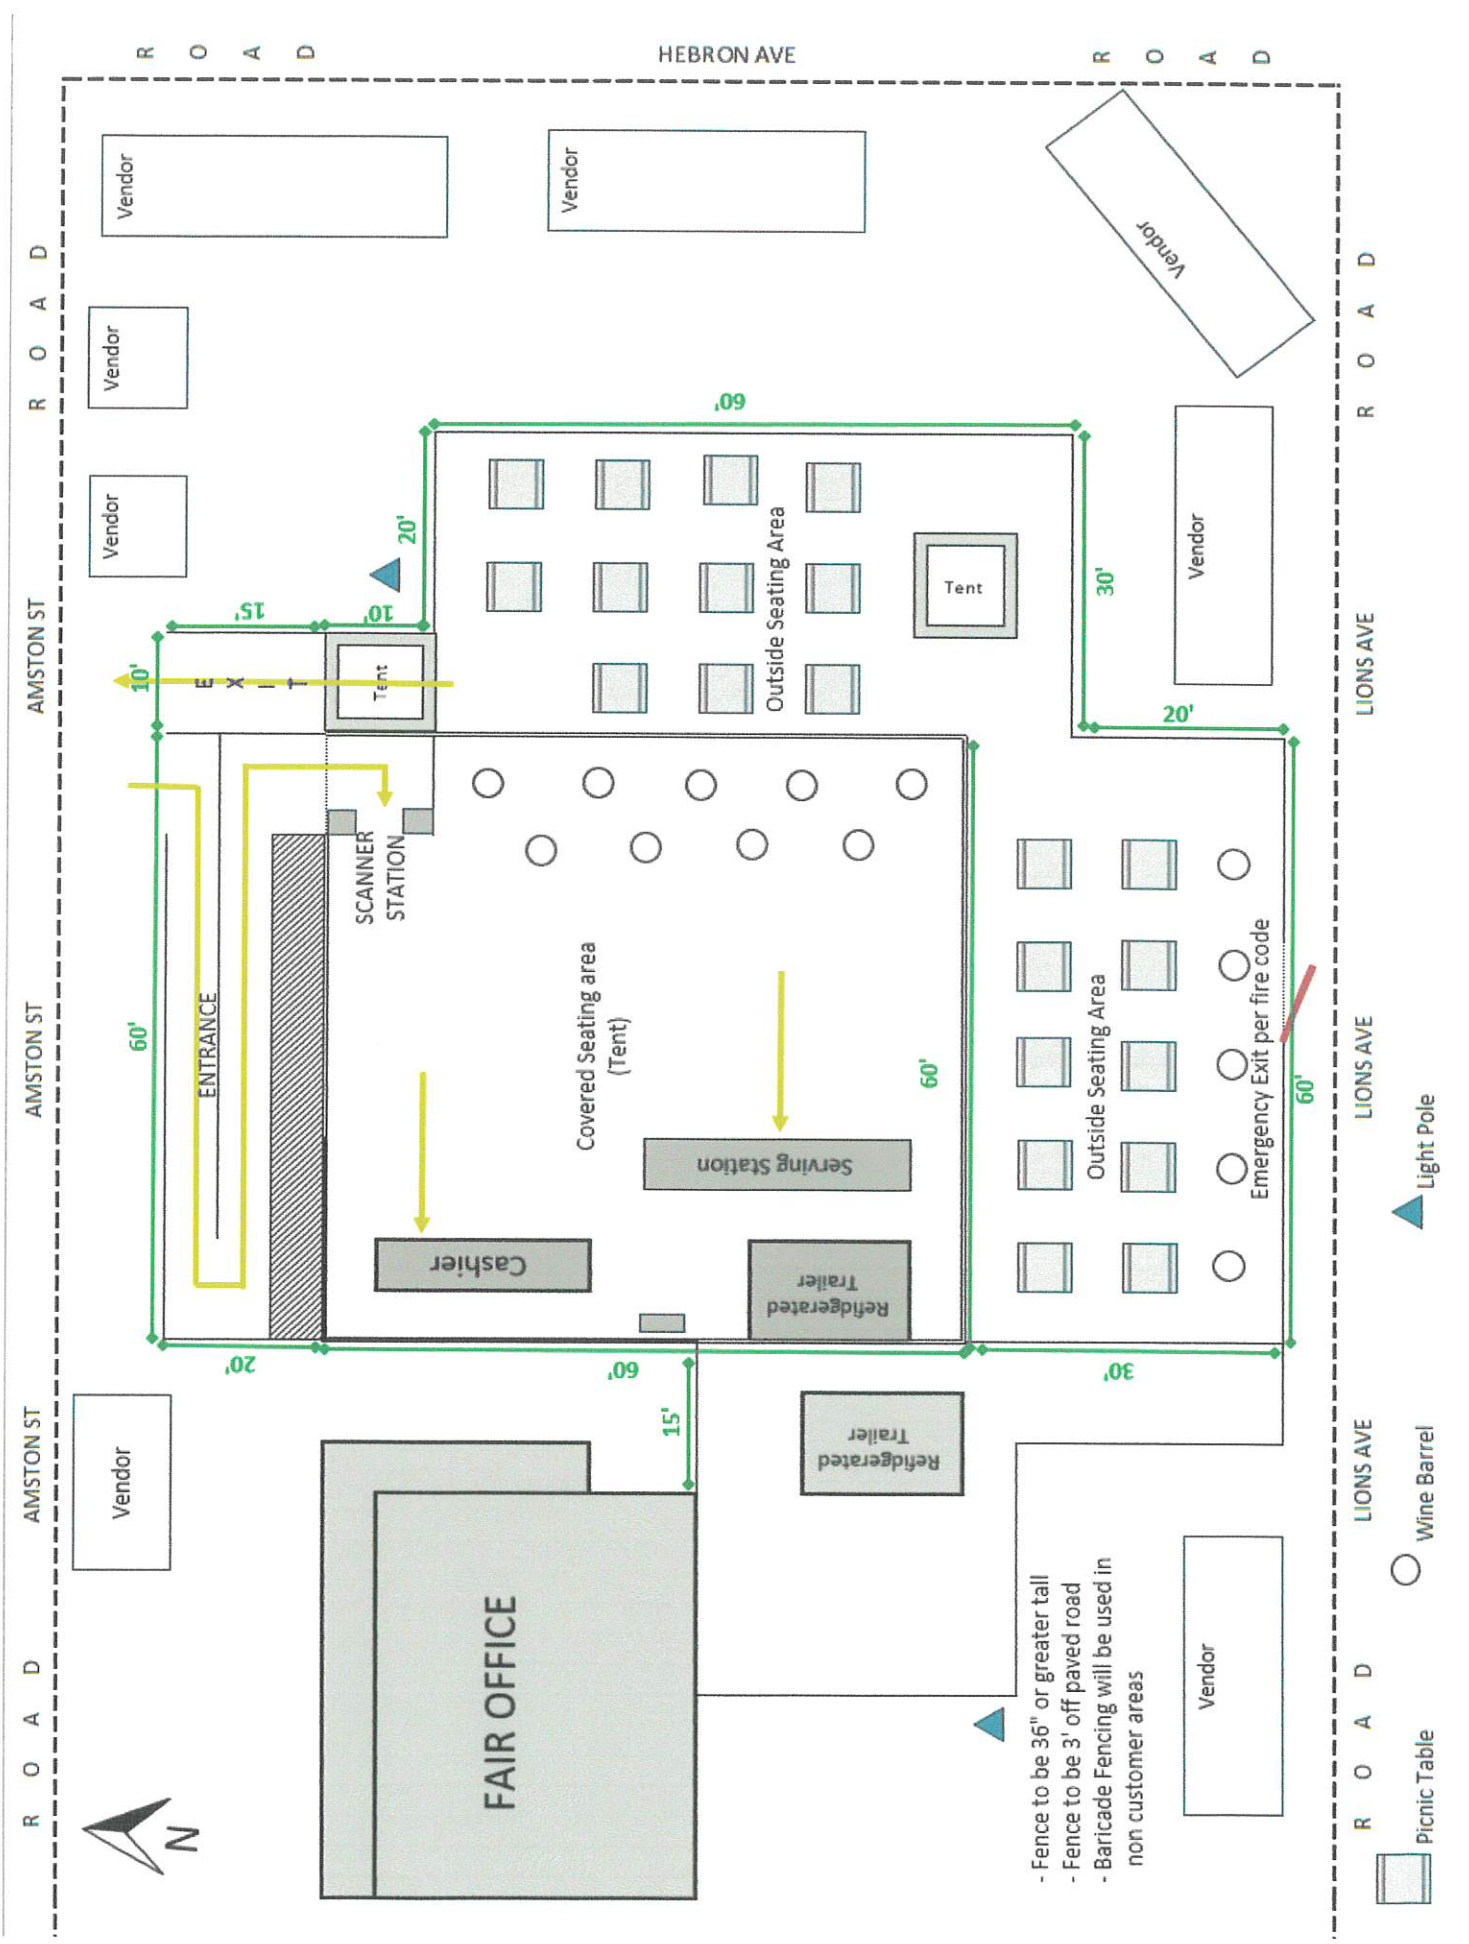 R O A D AMSTON ST AMSTON ST AMSTON ST R O A D
R O A D
HEBRON AVE
R O A D
N
Vendor
Vendor
Vendor
Vendor
60'
10'
ENTRANCE
E X I T
20'
15'
SCANNER
STATION
Tent
10'
20'
FAIR OFFICE
Cashier
Covered Seating area
(Tent)
Vendor
60'
15'
Serving Station
60'
Outside Seating Area
Refidgerated
Trailer
Refidgerated
Trailer
60'
Tent
- Fence to be 36" or greater tall
- Fence to be 3' off paved road
- Baricade Fencing will be used in
non customer areas
Outside Seating Area
30'
30'
Vendor
20'
Vendor
Vendor
Emergency Exit per fire code
60'
R O A D LIONS AVE LIONS AVE LIONS AVE R O A D
R O A D
Picnic Table
Wine Barrel
Light Pole